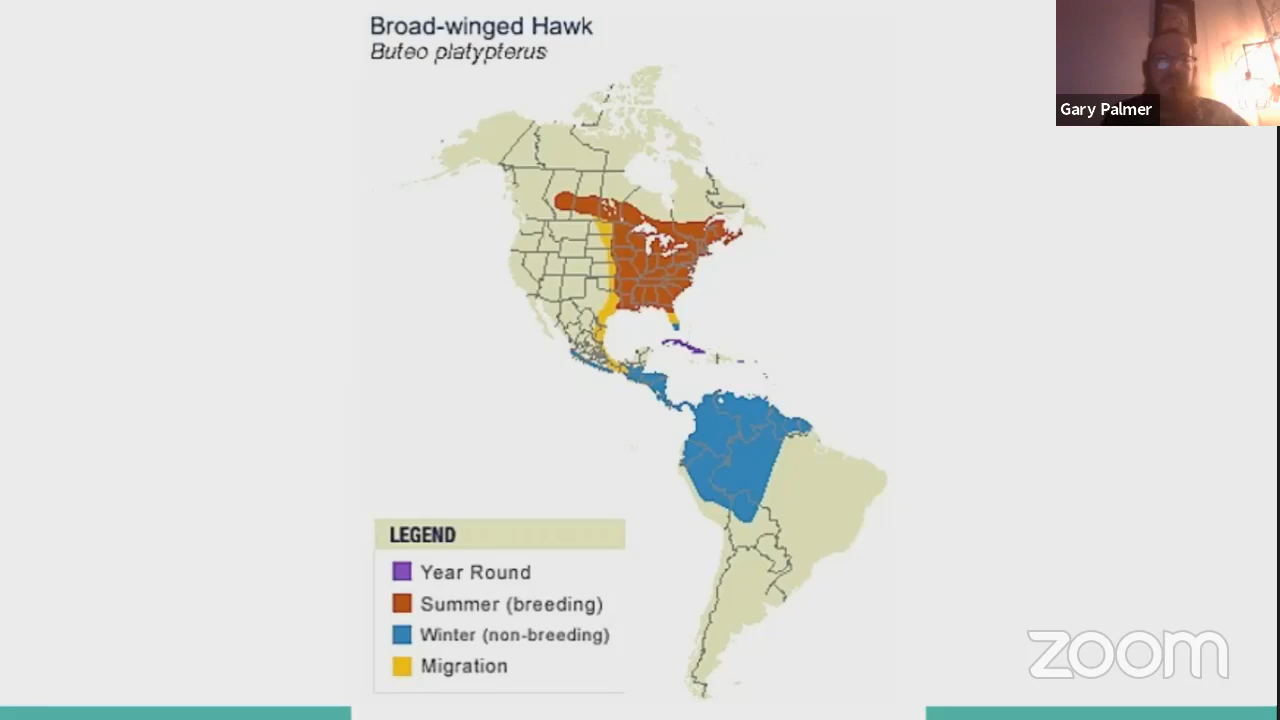 Broad-winged Hawk
Buteo platypterus
Gary Palmer
LEGEND
Year Round
Summer (breeding)
Winter (non-breeding)
Migration
zoom